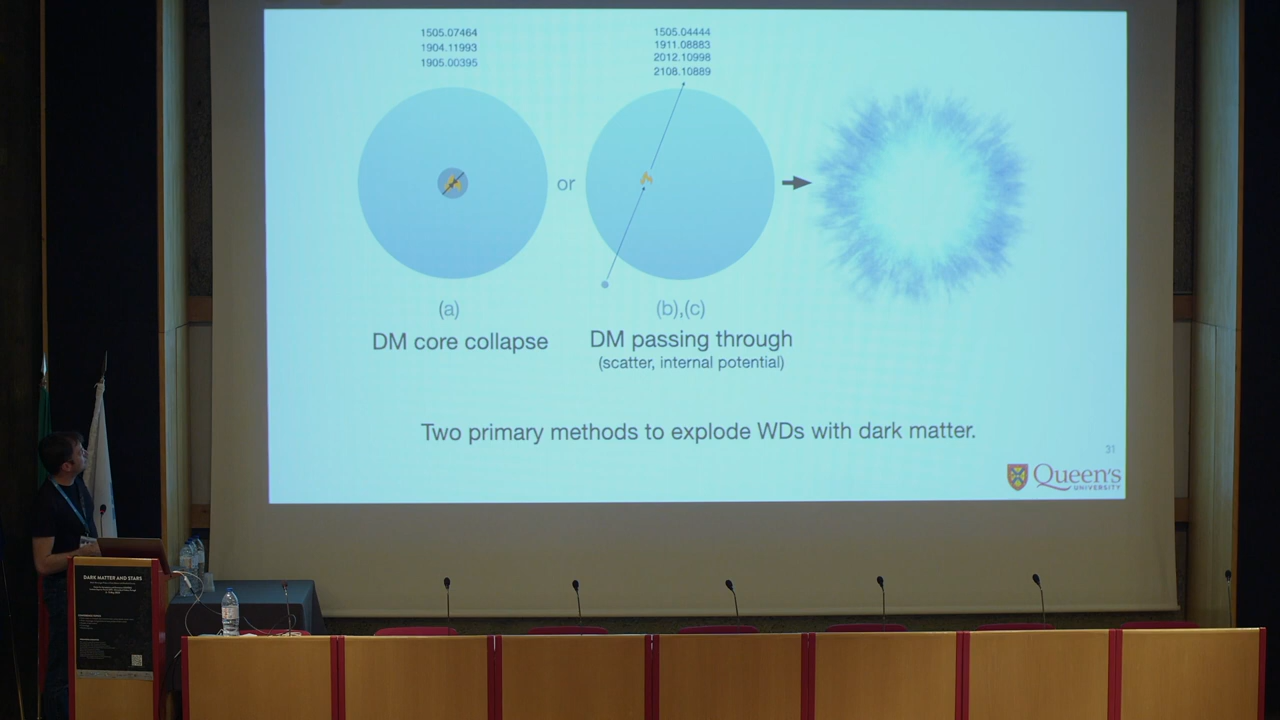 1505.07464
1904.11993
1905.00395
1505.04444
1911.08883
2012.10998
2108.10889
or
(a)
(b),(c)
DM core collapse
DM passing through
(scatter, internal potential)
Two primary methods to explode WDs with dark matter.
31
Queen's
UNIVERSITY
DARK MATTER AND STARS